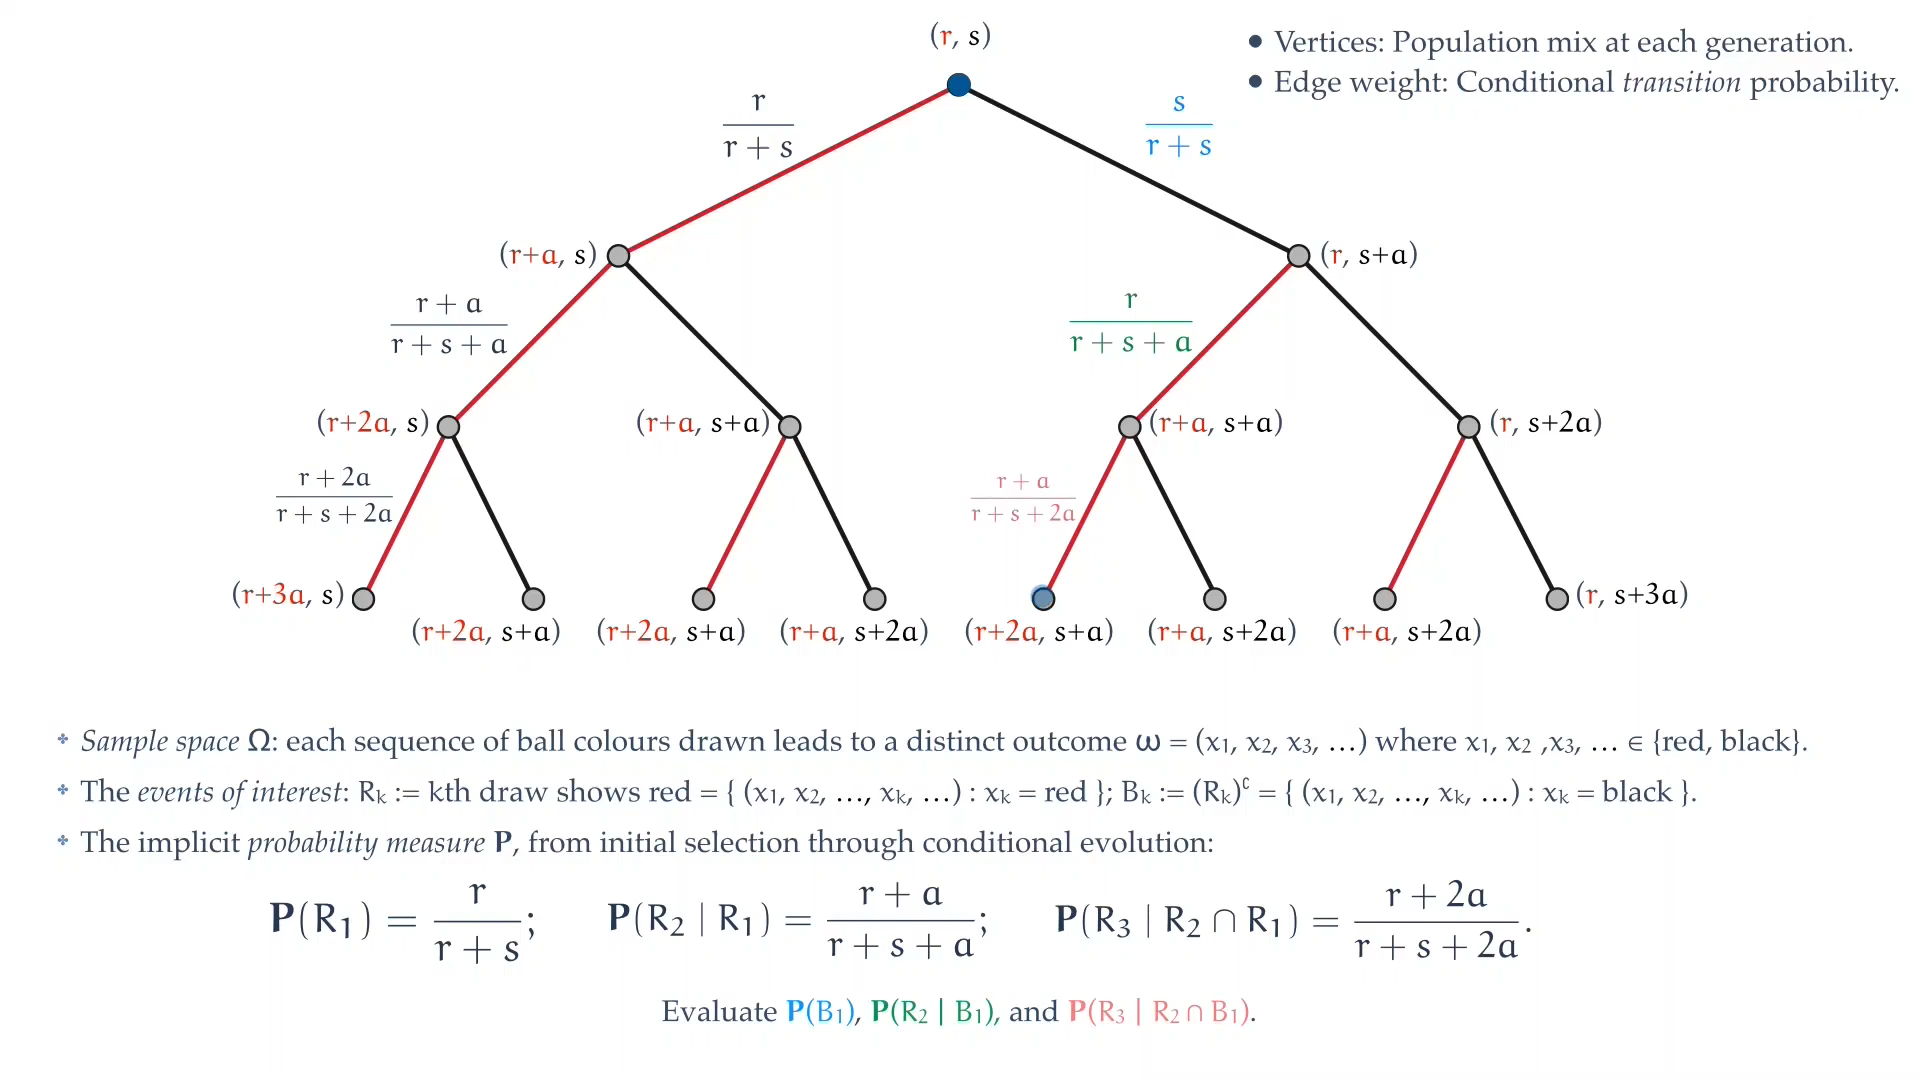 (r, s)
• Vertices: Population mix at each generation.
• Edge weight: Conditional transition probability.
r
r + s
s
r + s
(r+a, s)
(r, s+a)
r + a
r + s + a
r
r + s + a
(r+2a, s)
(r+a, s+a)
(r+a, s+a)
(r, s+2a)
r + 2a
r + s + 2a
r + a
r + s + 2a
(r+3a, s)
(r, s+3a)
(r+2a, s+a)
(r+2a, s+a)
(r+a, s+2a)
(r+2a, s+a)
(r+a, s+2a)
(r+a, s+2a)
Sample space Ω: each sequence of ball colours drawn leads to a distinct outcome ω = (x₁, x₂, x₃, …) where x₁, x₂ ,x₃, … ∈ {red, black}.
The events of interest: Rₖ := kth draw shows red = { (x₁, x₂, …, xₖ, …) : xₖ = red }; Bₖ := (Rₖ)∁ = { (x₁, x₂, …, xₖ, …) : xₖ = black }.
The implicit probability measure P, from initial selection through conditional evolution:
P(R₁) = r / (r + s); P(R₂ | R₁) = (r + a) / (r + s + a); P(R₃ | R₂ ∩ R₁) = (r + 2a) / (r + s + 2a).
Evaluate P(B₁), P(R₂ | B₁), and P(R₃ | R₂ ∩ B₁).